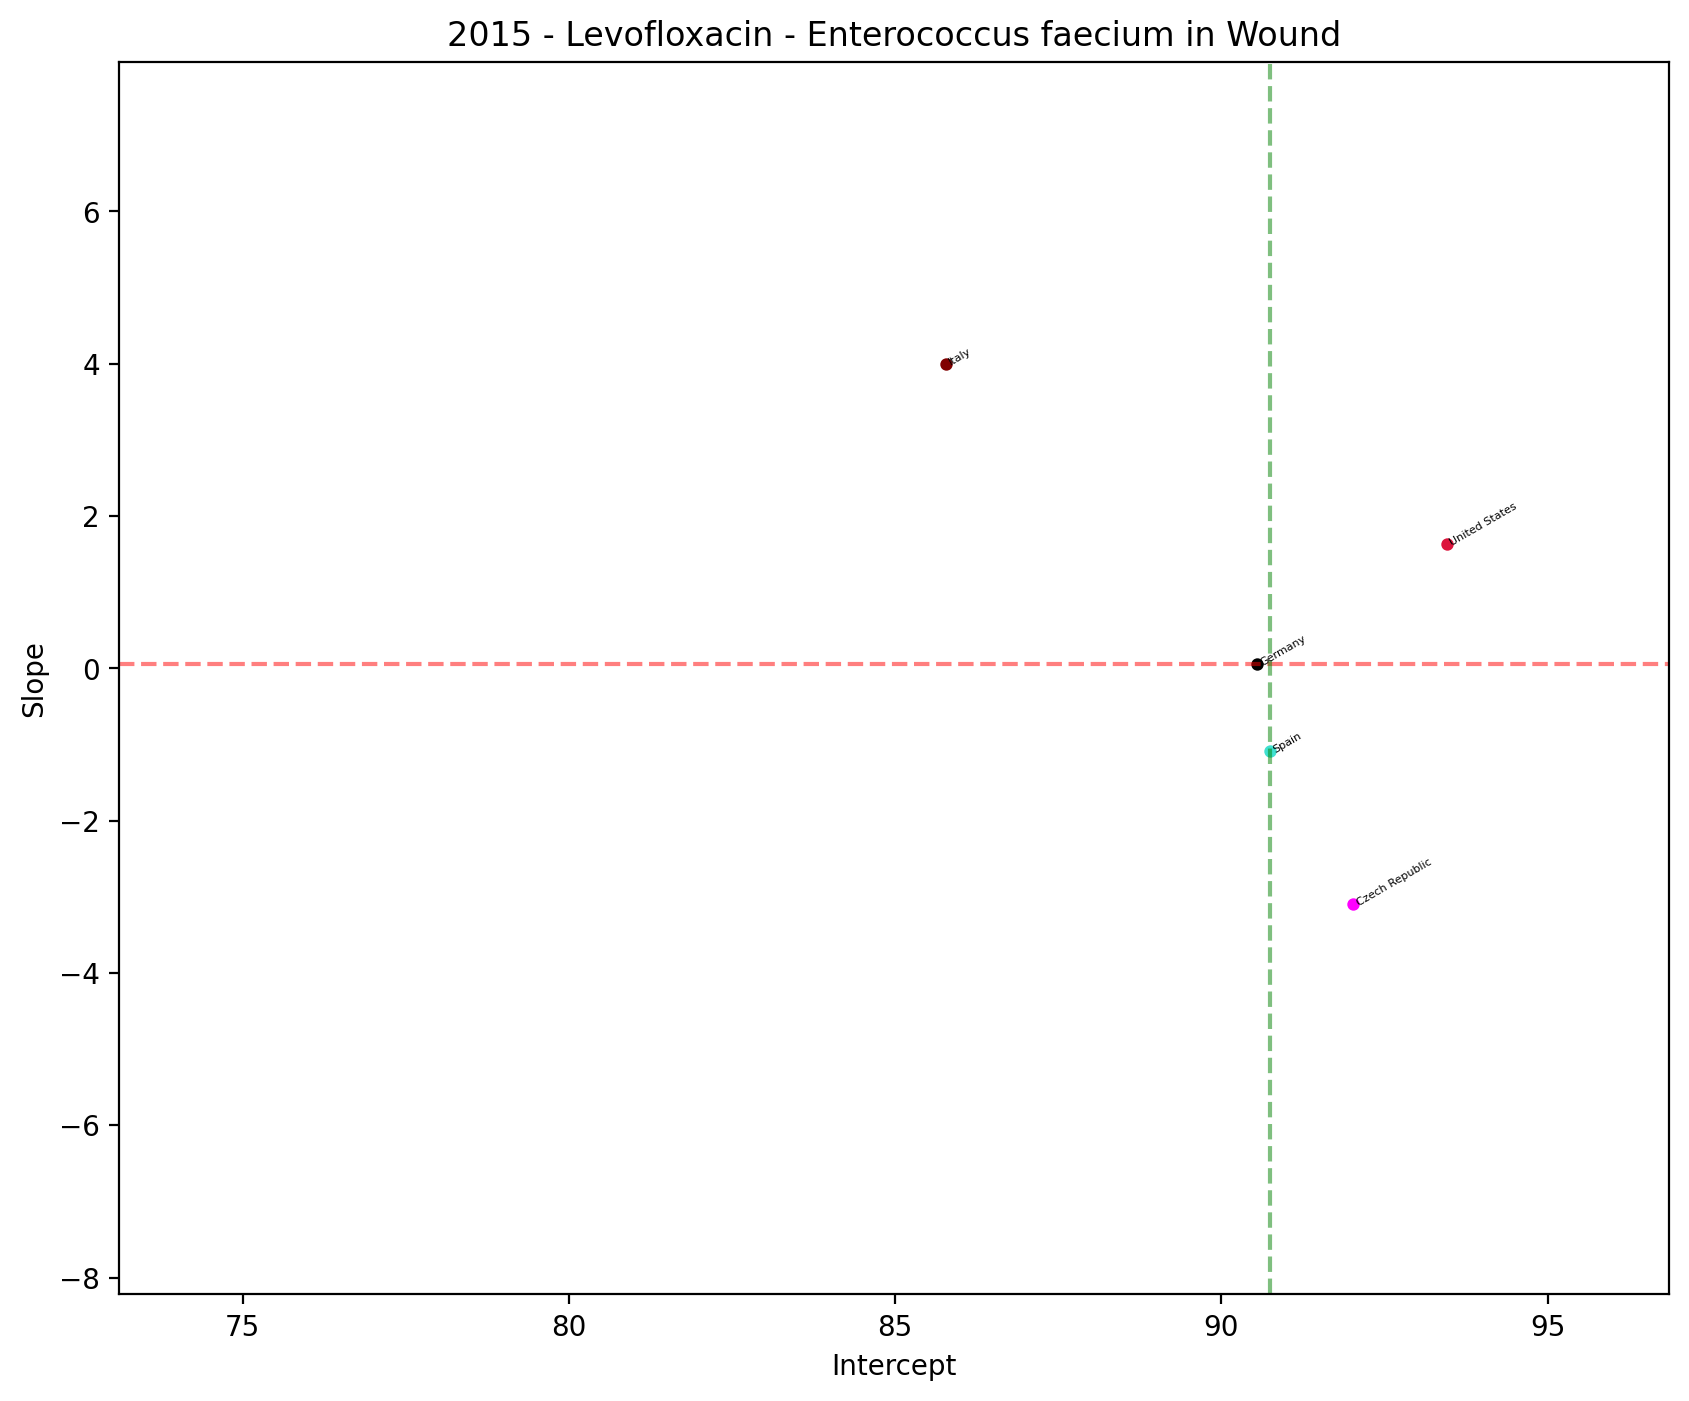 2015 - Levofloxacin - Enterococcus faecium in Wound
6
4
2
0
−2
−4
−6
−8
Slope
Italy
United States
Germany
Spain
Czech Republic
75 80 85 90 95
Intercept